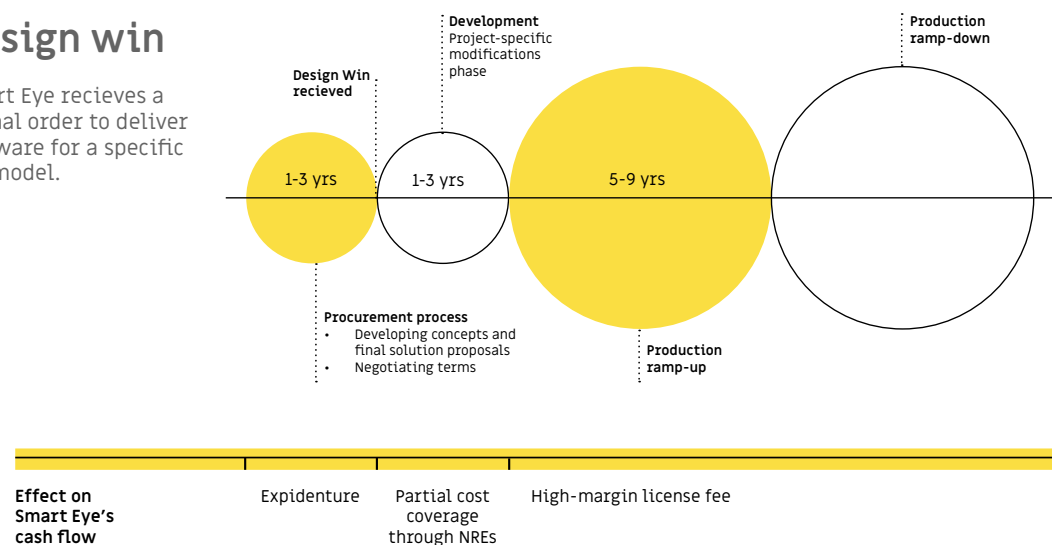 sign win
rt Eye recieves a
nal order to deliver
ware for a specific
model.
Design Win
recieved
Development
Project-specific
modifications
phase
Production
ramp-down
1-3 yrs
1-3 yrs
5-9 yrs
Procurement process
• Developing concepts and
final solution proposals
• Negotiating terms
Production
ramp-up
Effect on
Smart Eye's
cash flow
Expidenture
Partial cost
coverage
through NREs
High-margin license fee